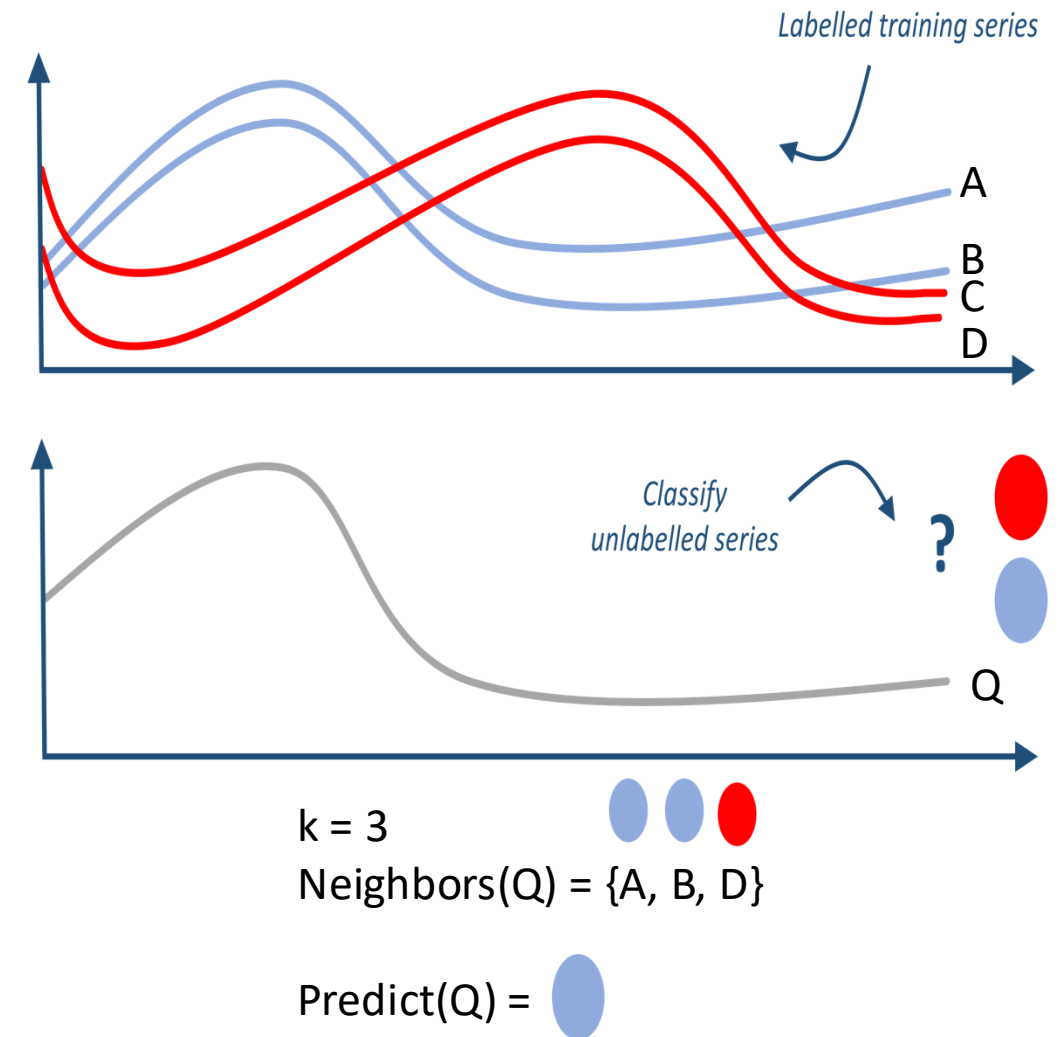 Labelled training series
A
B
C
D
Classify
unlabelled series
?
Q
k = 3
Neighbors(Q) = {A, B, D}
Predict(Q) =